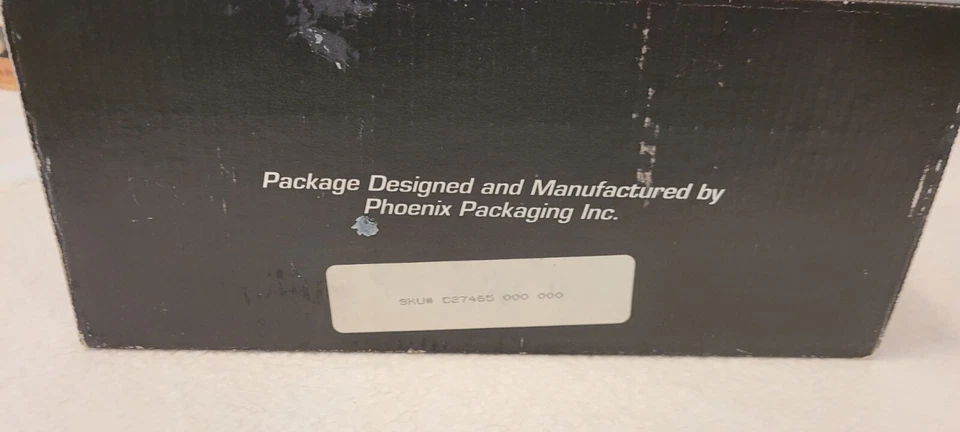 Package Designed and Manufactured by
Phoenix Packaging Inc.
SKU# C27465 000 000